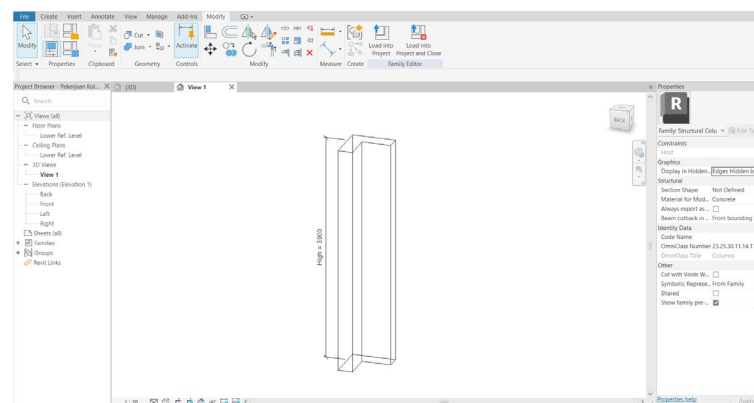 File Create Insert Annotate View Manage Add-Ins Modify
Modify
Cut
Join
Activate
Load into Project
Load into Project and Close
Select Properties Clipboard Geometry Controls Modify Measure Create Family Editor
Project Browser - Pekerjaan Kol...
{3D}
View 1
Properties
Search
Views (all)
Floor Plans
Lower Ref. Level
Ceiling Plans
Lower Ref. Level
3D Views
View 1
Elevations (Elevation 1)
Back
Front
Left
Right
Sheets (all)
Families
Groups
Revit Links
High = 3900
BACK
R
Family: Structural Colu Edit Ty
Constraints
Host
Graphics
Display in Hidden... Edges Hidden b
Structural
Section Shape Not Defined
Material for Mod... Concrete
Always export as ...
Beam cutback in ... From bounding
Identity Data
Code Name
OmniClass Number 23.25.30.11.14.1
OmniClass Title Columns
Other
Cut with Voids W...
Symbolic Represe... From Family
Shared
Show family pre-...
Properties help
Apply